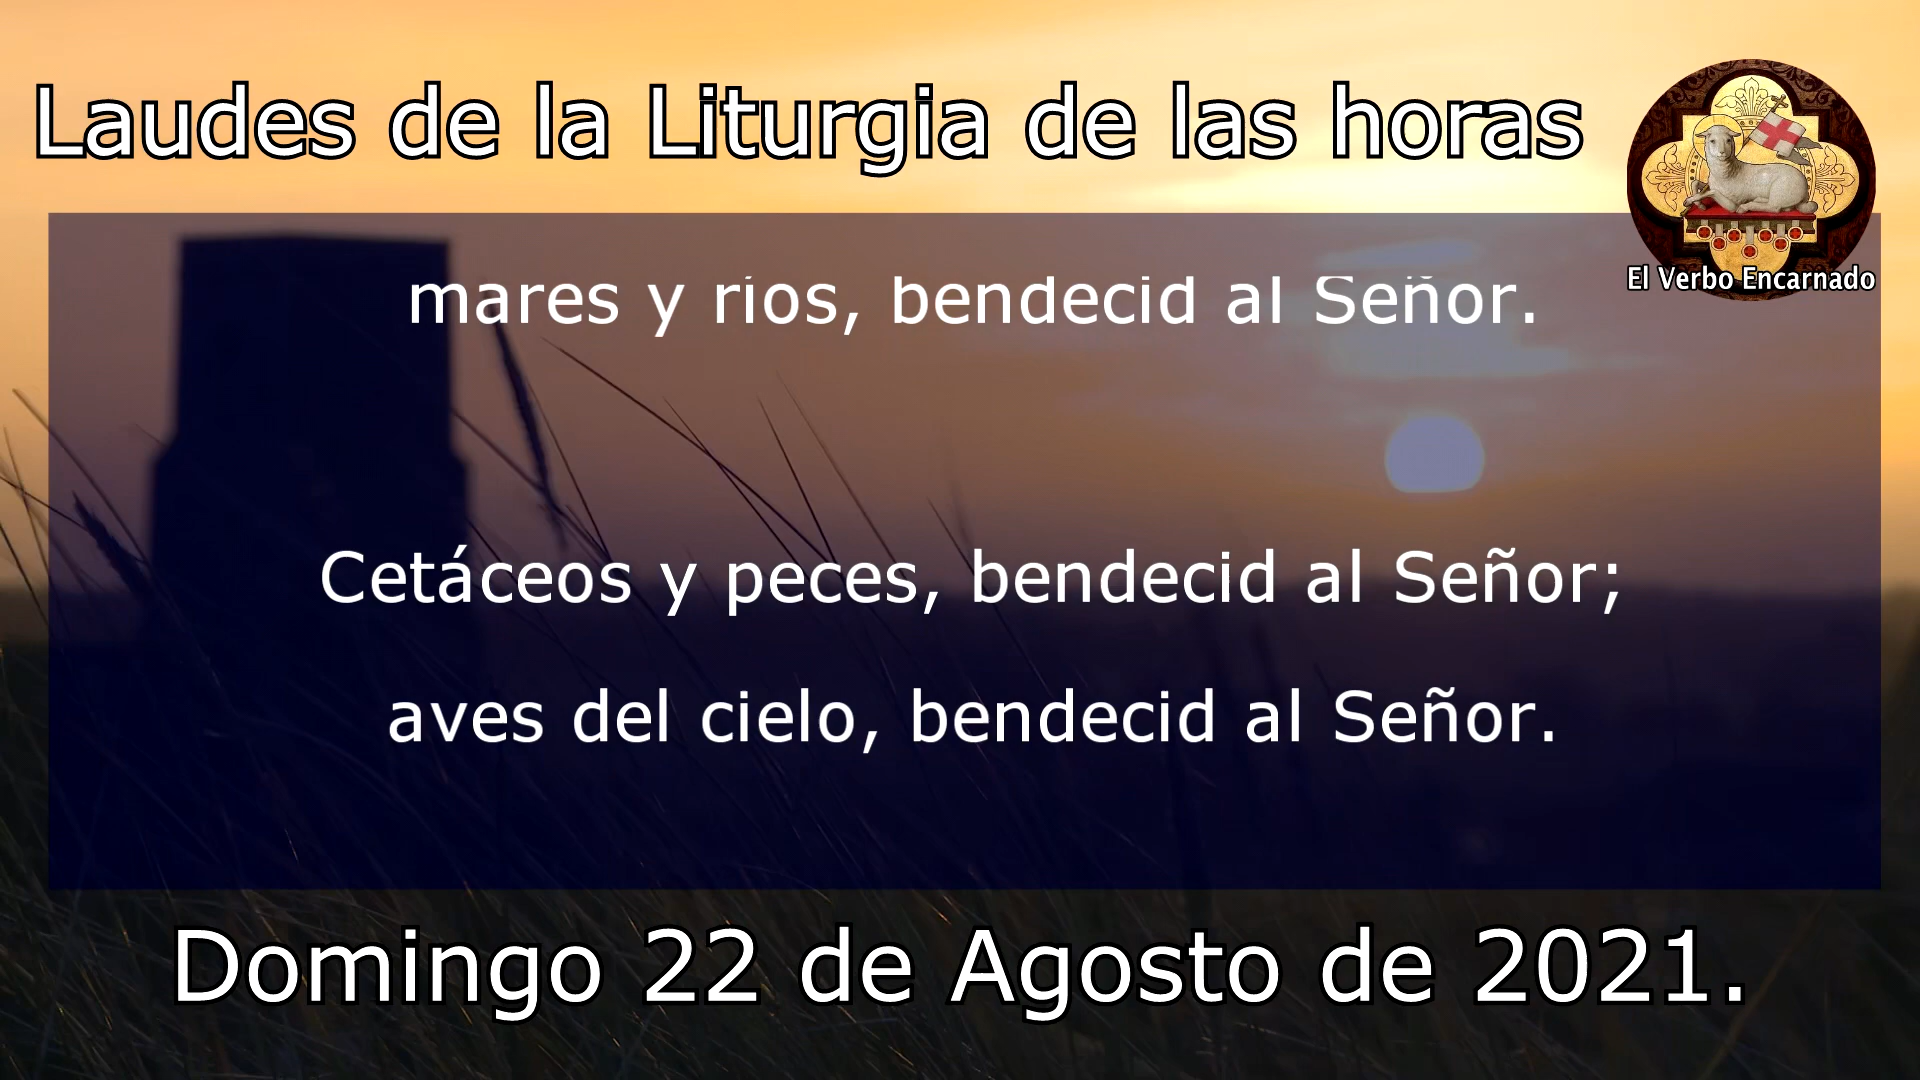 Laudes de la Liturgia de las horas
El Verbo Encarnado
mares y ríos, bendecid al Señor.
Cetáceos y peces, bendecid al Señor;
aves del cielo, bendecid al Señor.
Domingo 22 de Agosto de 2021.